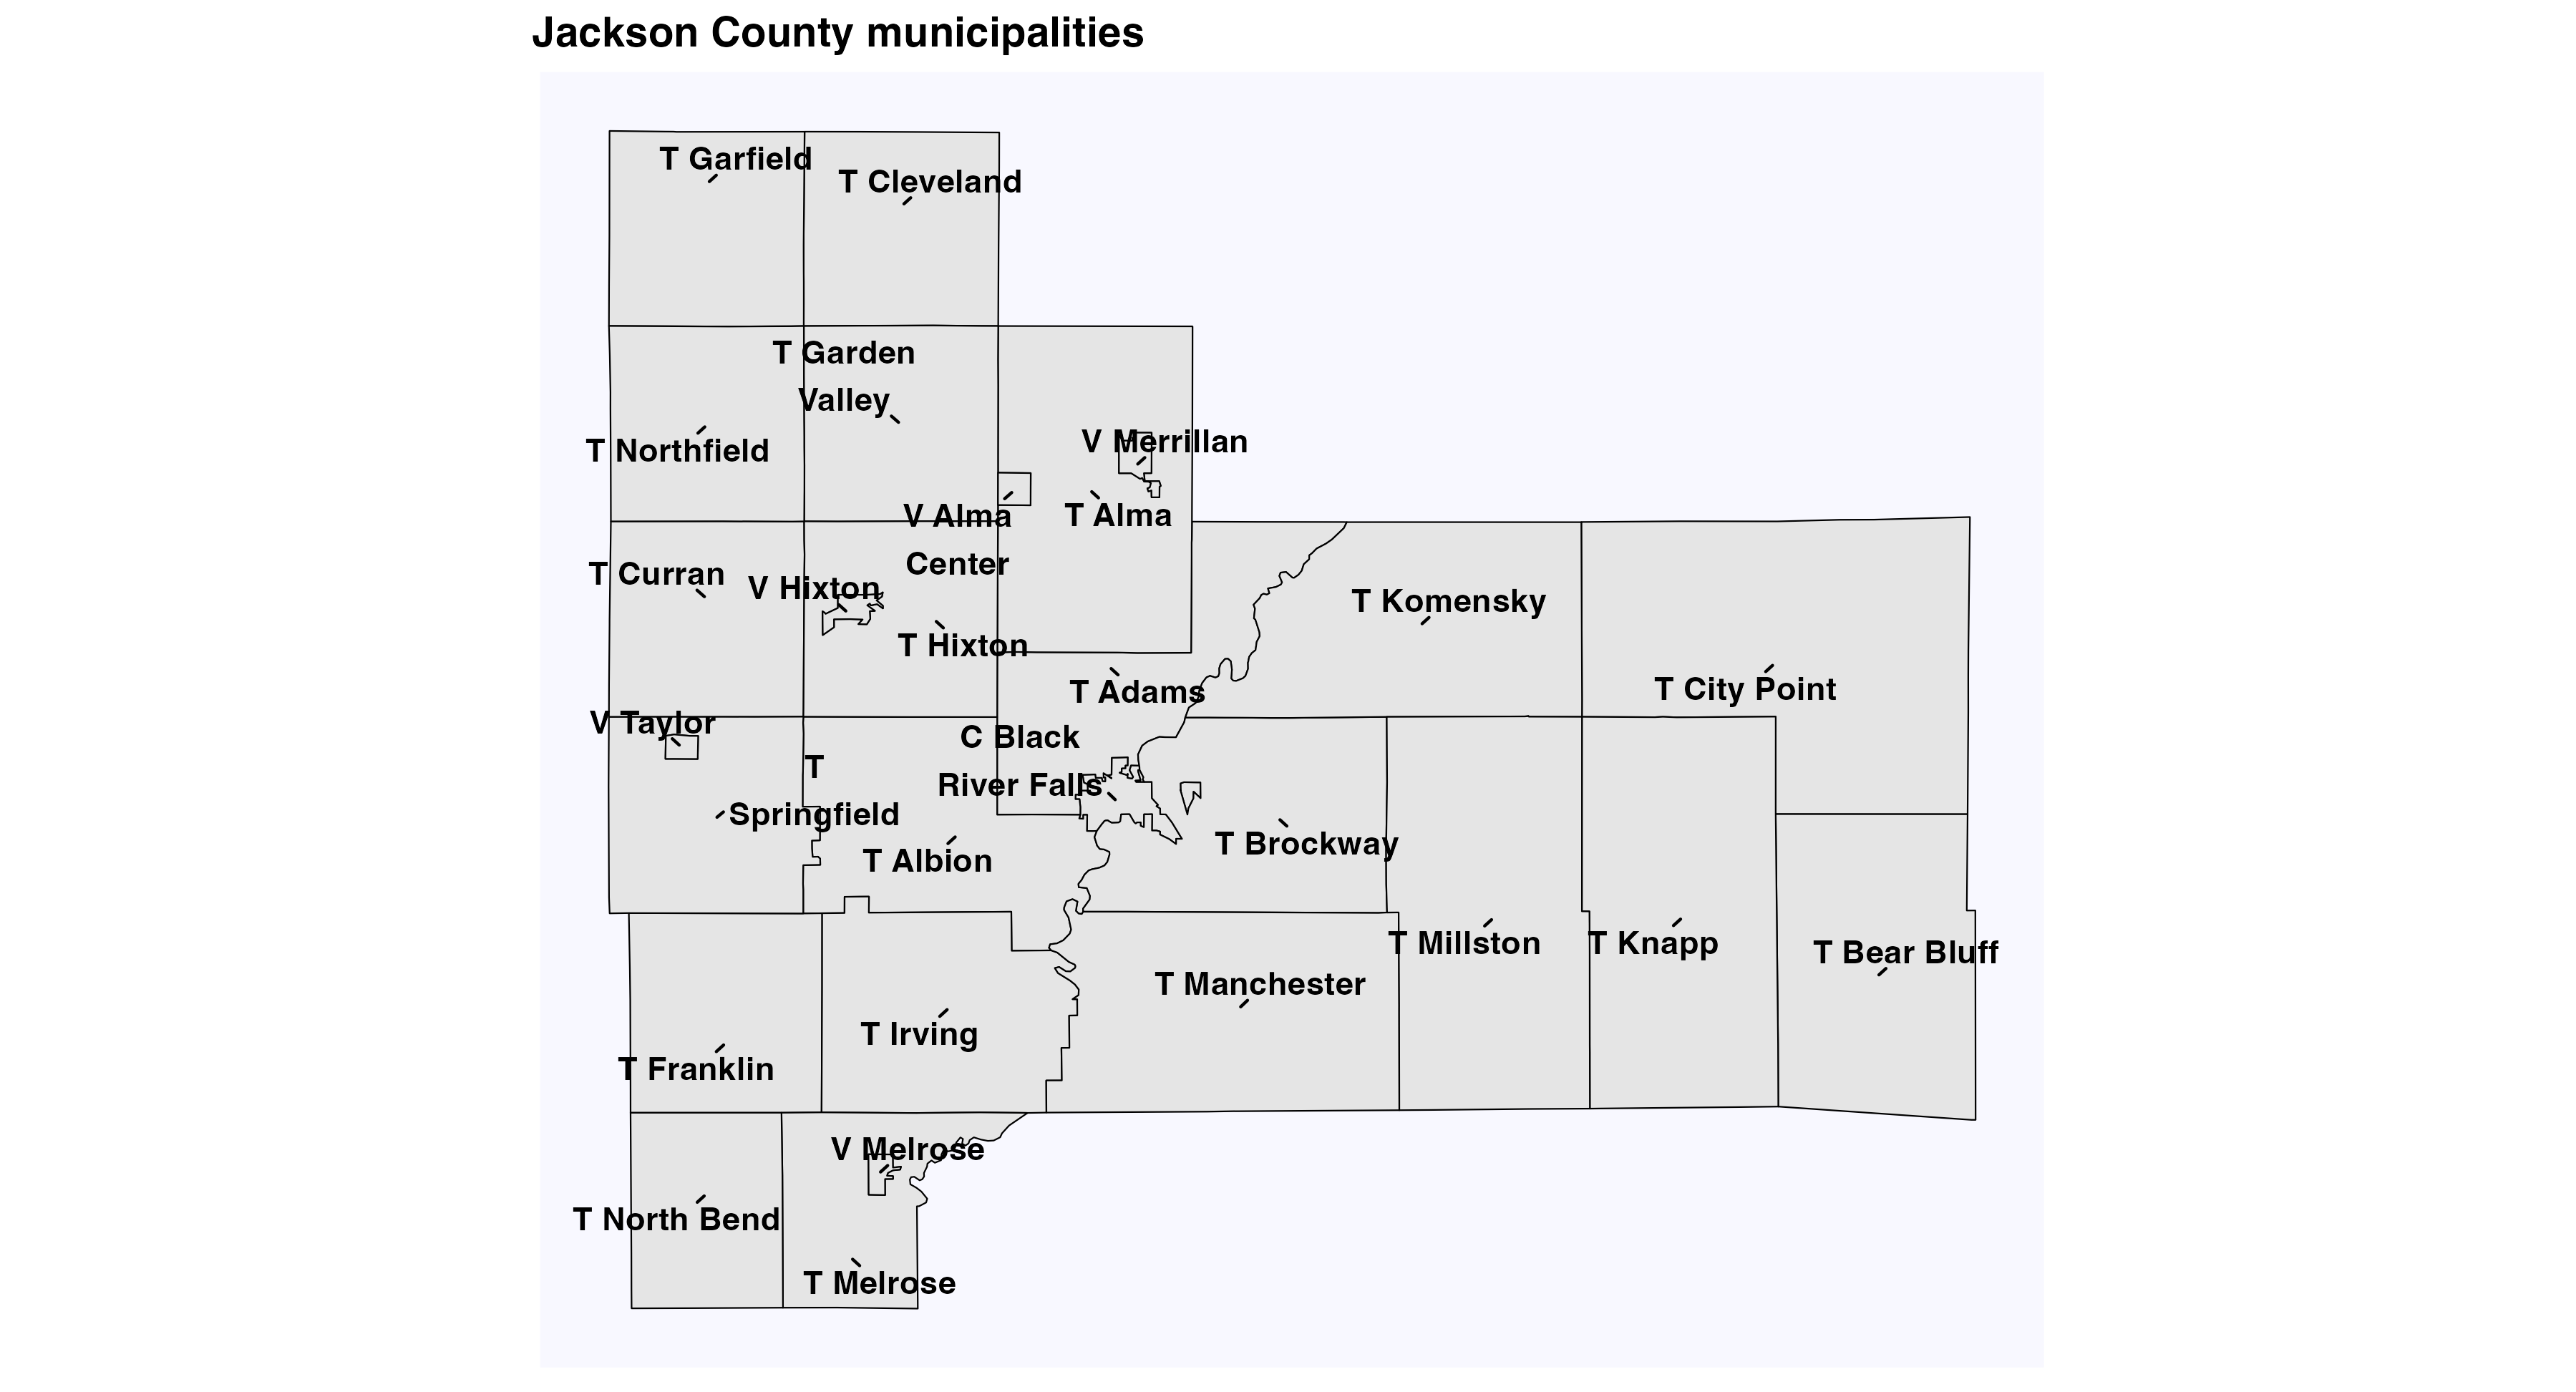 Jackson County municipalities
T Garfield
T Cleveland
T Garden
Valley
V Merrillan
T Northfield
V Alma
Center
T Alma
T Curran
V Hixton
T Komensky
T Hixton
T City Point
T Adams
V Taylor
C Black
River Falls
T
Springfield
T Brockway
T Albion
T Millston
T Knapp
T Bear Bluff
T Manchester
T Irving
T Franklin
V Melrose
T North Bend
T Melrose